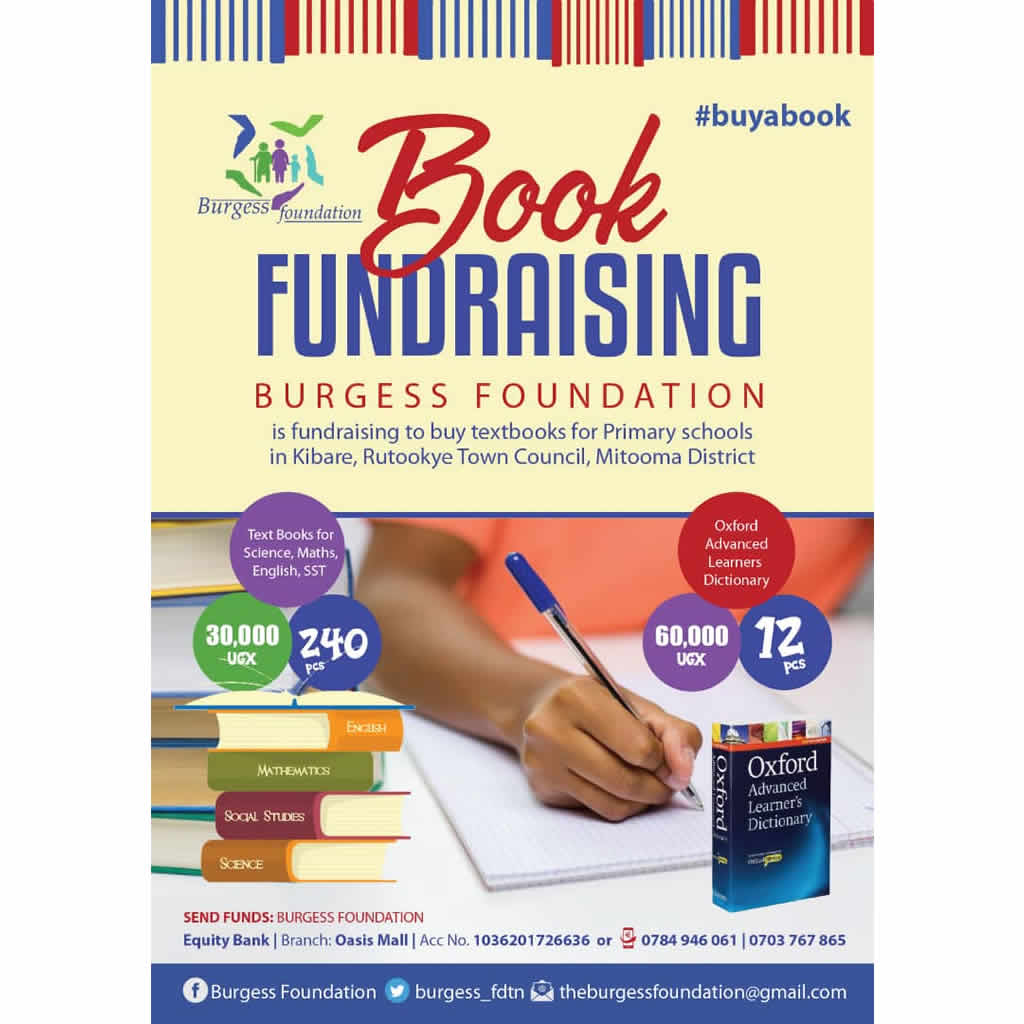 #buyabook
Burgess foundation
Book
FUNDRAISING
BURGESS FOUNDATION
is fundraising to buy textbooks for Primary schools
in Kibare, Rutookye Town Council, Mitooma District
Text Books for
Science, Maths,
English, SST
30,000
UGX
240
pcs
Oxford
Advanced
Learners
Dictionary
60,000
UGX
12
pcs
ENGLISH
MATHEMATICS
SOCIAL STUDIES
SCIENCE
Oxford
Oxford
Advanced
Learner's
Dictionary
SEND FUNDS: BURGESS FOUNDATION
Equity Bank | Branch: Oasis Mall | Acc No. 1036201726636 or 0784 946 061 | 0703 767 865
Burgess Foundation burgess_fdtn theburgessfoundation@gmail.com